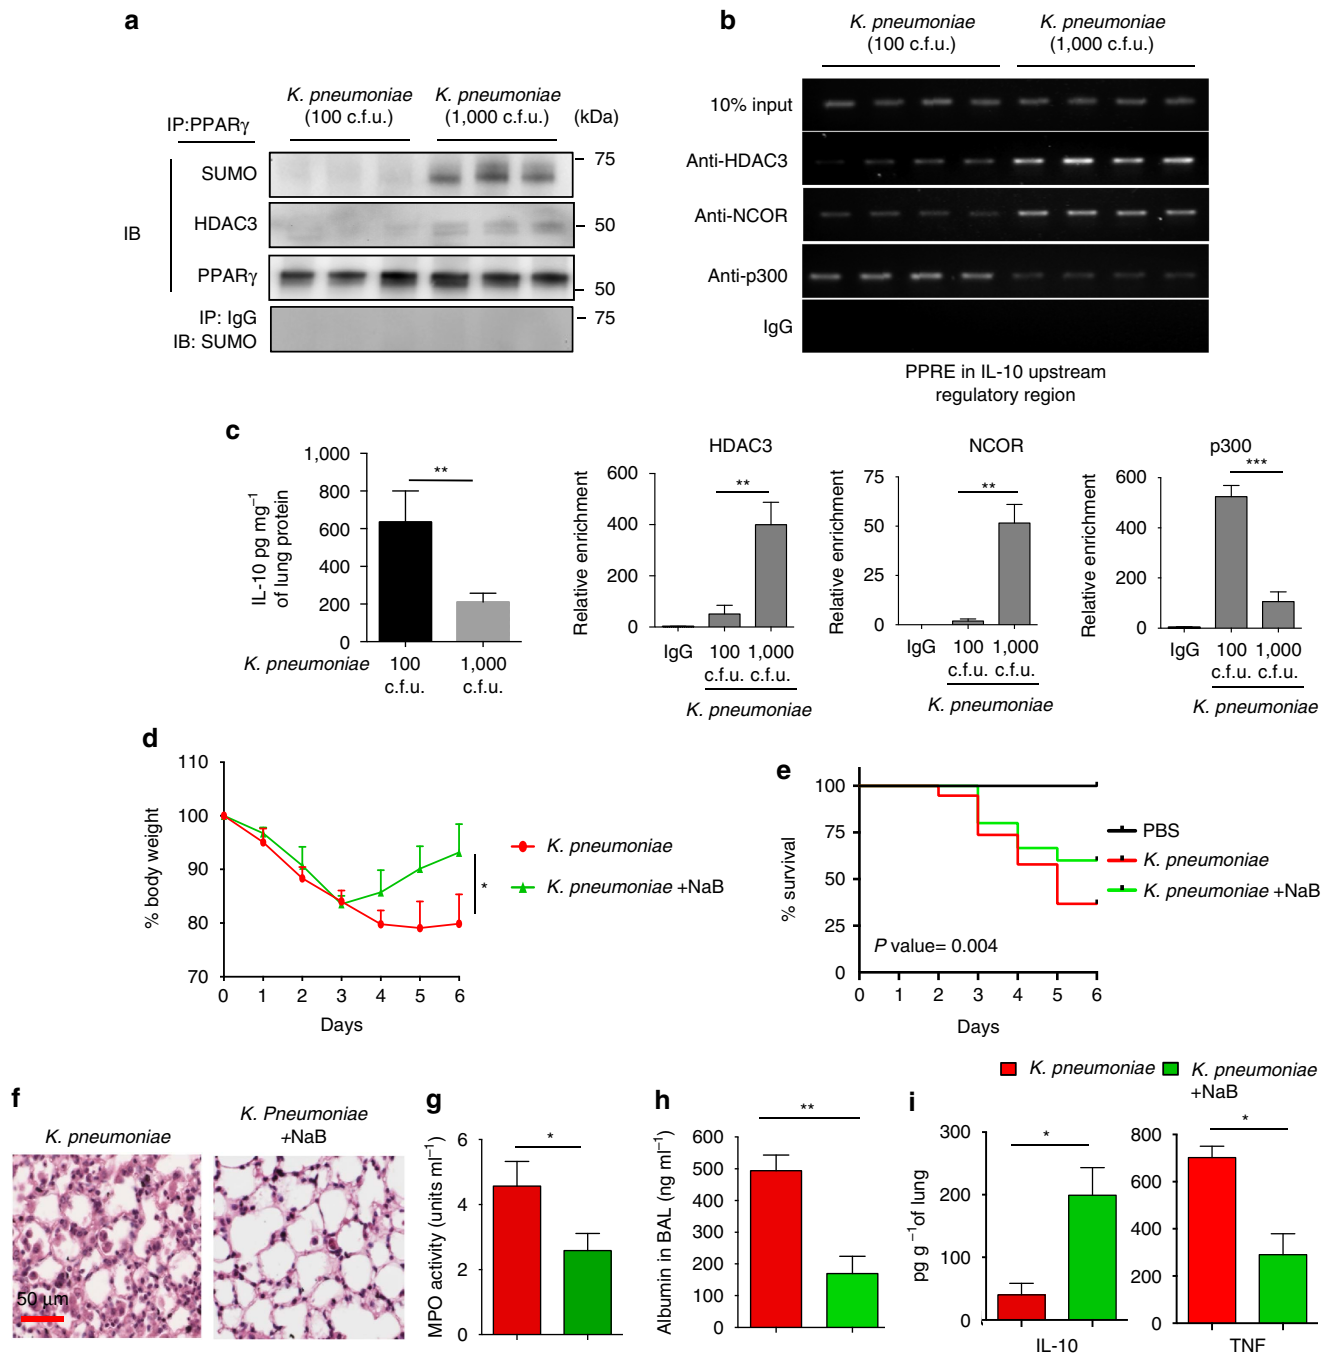 a
K. pneumoniae
(100 c.f.u.)
K. pneumoniae
(1,000 c.f.u.)
(kDa)
IP:PPARγ
IB
SUMO
75
HDAC3
50
PPARγ
50
IP: IgG
IB: SUMO
75
b
K. pneumoniae
(100 c.f.u.)
K. pneumoniae
(1,000 c.f.u.)
10% input
Anti-HDAC3
Anti-NCOR
Anti-p300
IgG
PPRE in IL-10 upstream
regulatory region
c
IL-10 pg mg⁻¹
of lung protein
1,000
800
600
400
200
0
**
K. pneumoniae
100
c.f.u.
1,000
c.f.u.
HDAC3
Relative enrichment
600
400
200
0
**
IgG
100
c.f.u.
1,000
c.f.u.
K. pneumoniae
NCOR
Relative enrichment
75
50
25
0
**
IgG
100
c.f.u.
1,000
c.f.u.
K. pneumoniae
p300
Relative enrichment
600
400
200
0
***
IgG
100
c.f.u.
1,000
c.f.u.
K. pneumoniae
d
% body weight
110
100
90
80
70
0 1 2 3 4 5 6
Days
K. pneumoniae
K. pneumoniae +NaB
*
e
% survival
100
75
50
25
0
P value= 0.004
0 1 2 3 4 5 6
Days
PBS
K. pneumoniae
K. pneumoniae +NaB
f
K. pneumoniae
K. Pneumoniae
+NaB
50 μm
g
MPO activity (units ml⁻¹)
6
4
2
0
*
h
Albumin in BAL (ng ml⁻¹)
600
500
400
300
200
100
0
**
K. pneumoniae
K. pneumoniae
+NaB
i
pg g⁻¹ of lung
300
200
100
0
*
IL-10
800
600
400
200
0
*
TNF